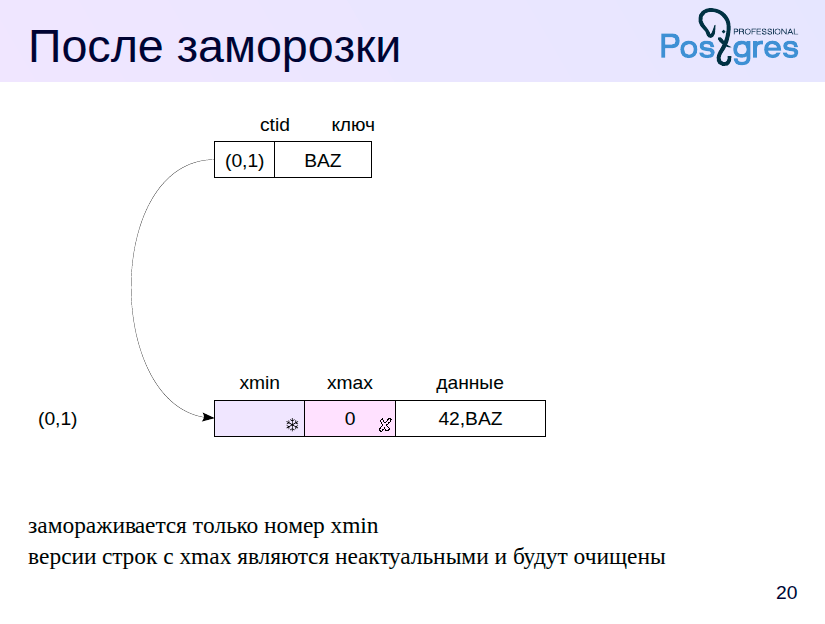 После заморозки
PROFESSIONAL
Postgres
ctid ключ
(0,1) BAZ
xmin xmax данные
(0,1) ❄ 0 42,BAZ
замораживается только номер xmin
версии строк с xmax являются неактуальными и будут очищены
20